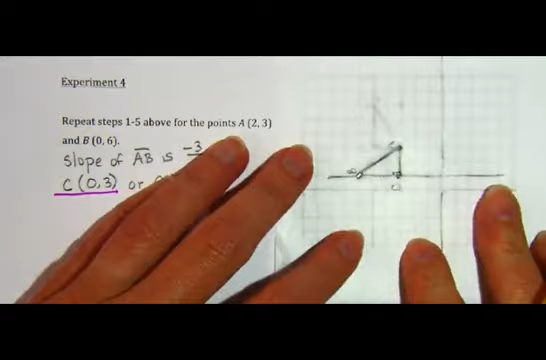 Experiment 4
Repeat steps 1-5 above for the points A (2, 3)
and B (0, 6).
slope of AB is -3
C (0,3) or